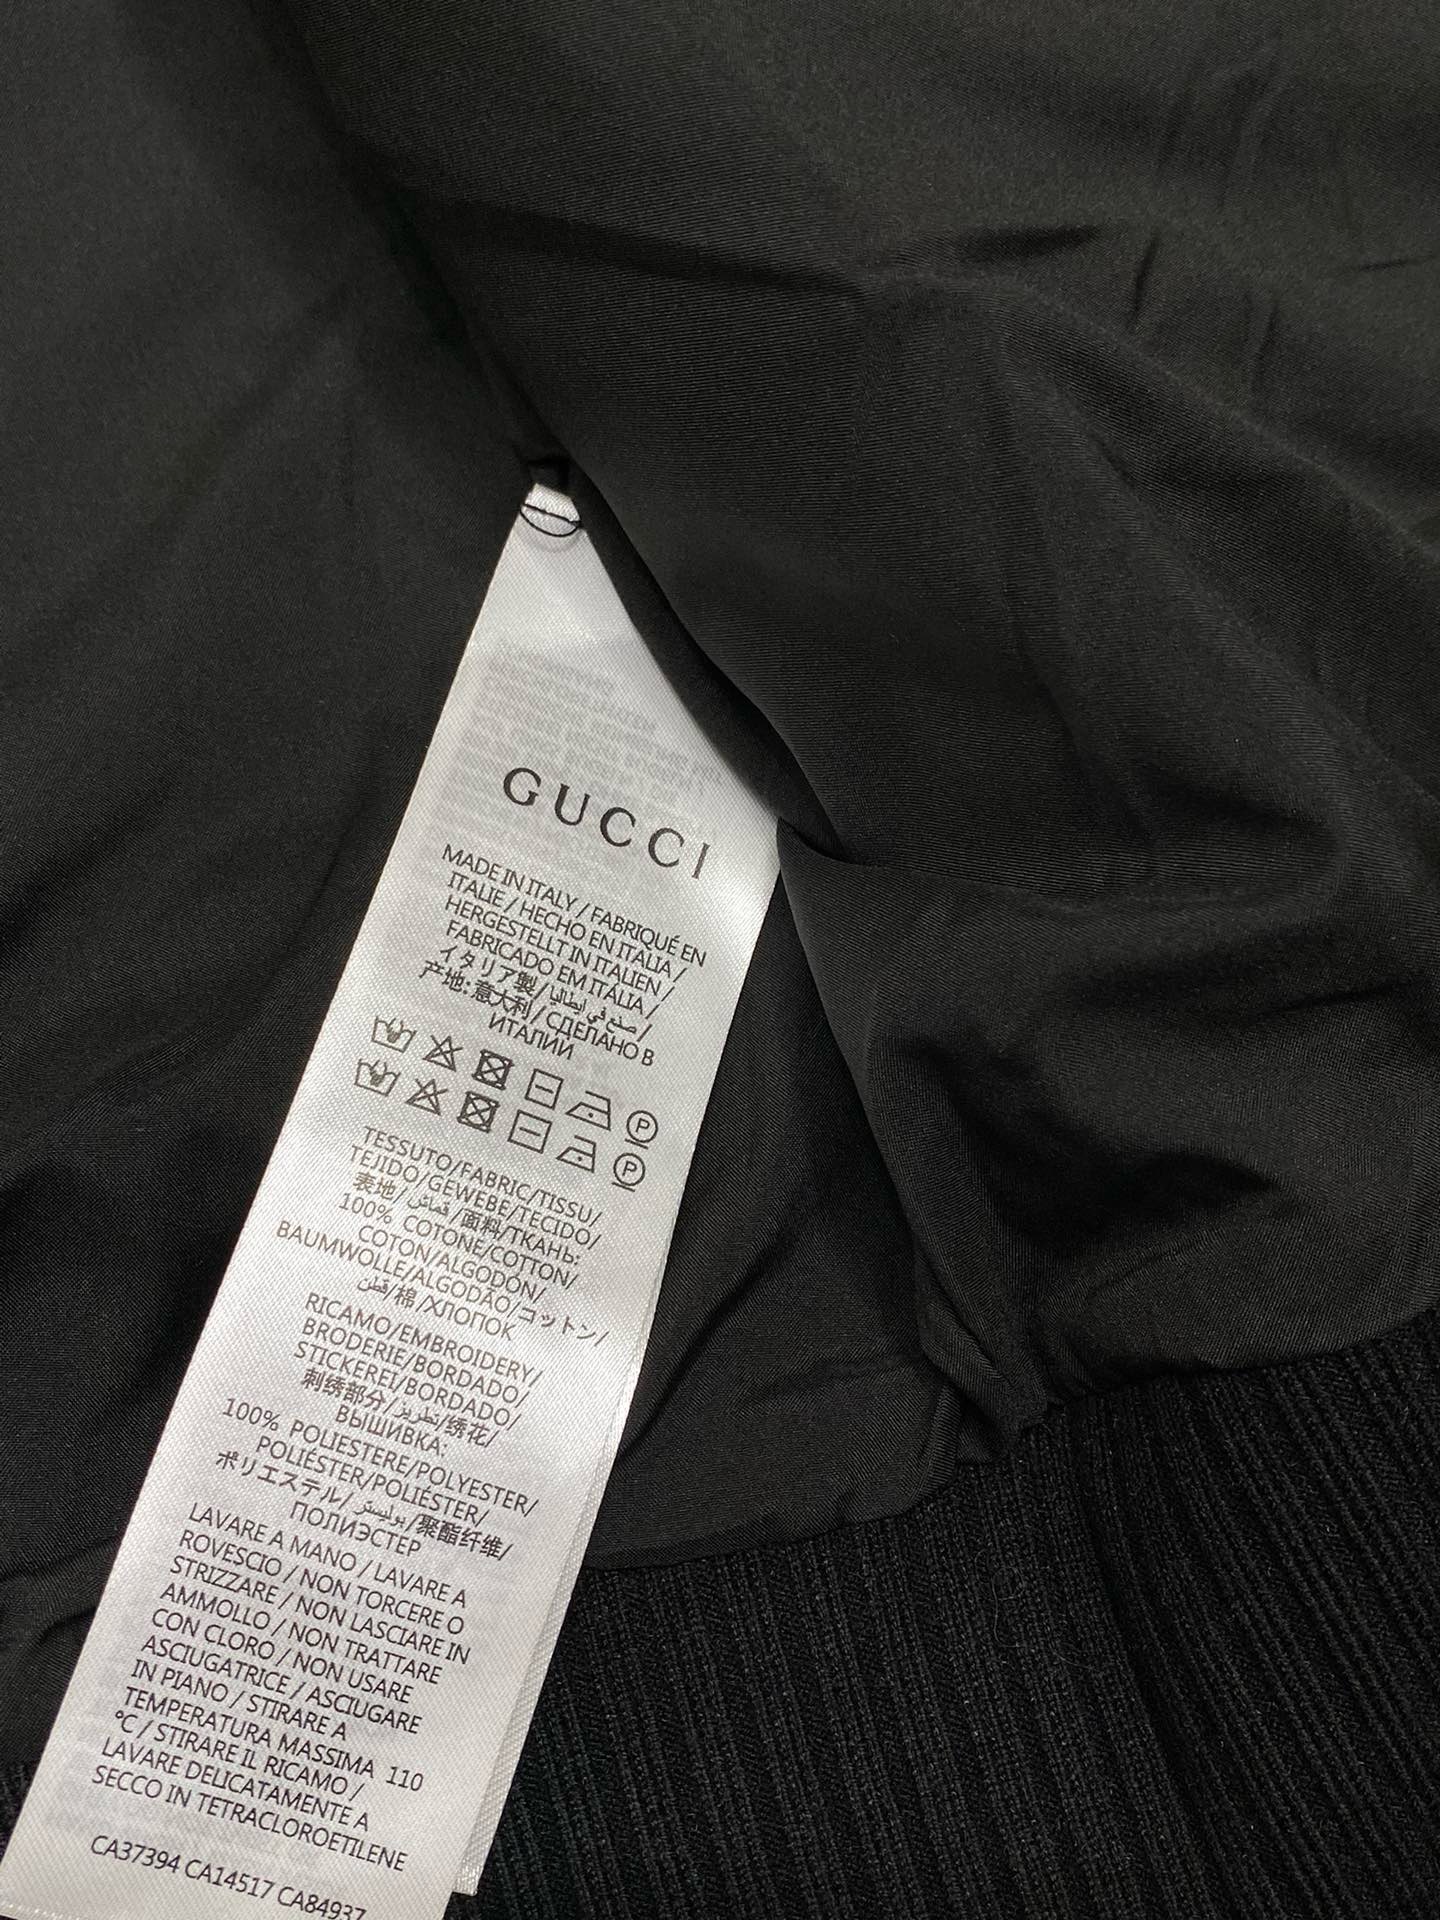 GUCCI
MADE IN ITALY / FABRIQUÉ EN
ITALIE / HECHO EN ITALIA /
HERGESTELLT IN ITALIEN /
FABRICADO EM ITÁLIA /
イタリア製 / صنع في إيطاليا /
产地: 意大利 / СДЕЛАНО В
ИТАЛИИ
P
P
TESSUTO/FABRIC/TISSU/
TEJIDO/GEWEBE/TECIDO/
表地/قماش/面料/ТКАНЬ:
100% COTONE/COTTON/
COTON/ALGODÓN/
BAUMWOLLE/ALGODÃO/コットン/
قطن/棉/ХЛОПОК
RICAMO/EMBROIDERY/
BRODERIE/BORDADO/
STICKEREI/BORDADO/
刺绣部分/تطريز/绣花/
ВЫШИВКА:
100% POLIESTERE/POLYESTER/
POLIÉSTER/POLIÉSTER/
ポリエステル/بوليستر/聚酯纤维/
ПОЛИЭСТЕР
LAVARE A MANO / LAVARE A
ROVESCIO / NON TORCERE O
STRIZZARE / NON LASCIARE IN
AMMOLLO / NON TRATTARE
CON CLORO / NON USARE
ASCIUGATRICE / ASCIUGARE
IN PIANO / STIRARE A
TEMPERATURA MASSIMA 110
°C / STIRARE IL RICAMO /
LAVARE DELICATAMENTE A
SECCO IN TETRACLOROETILENE
CA37394 CA14517 CA84937